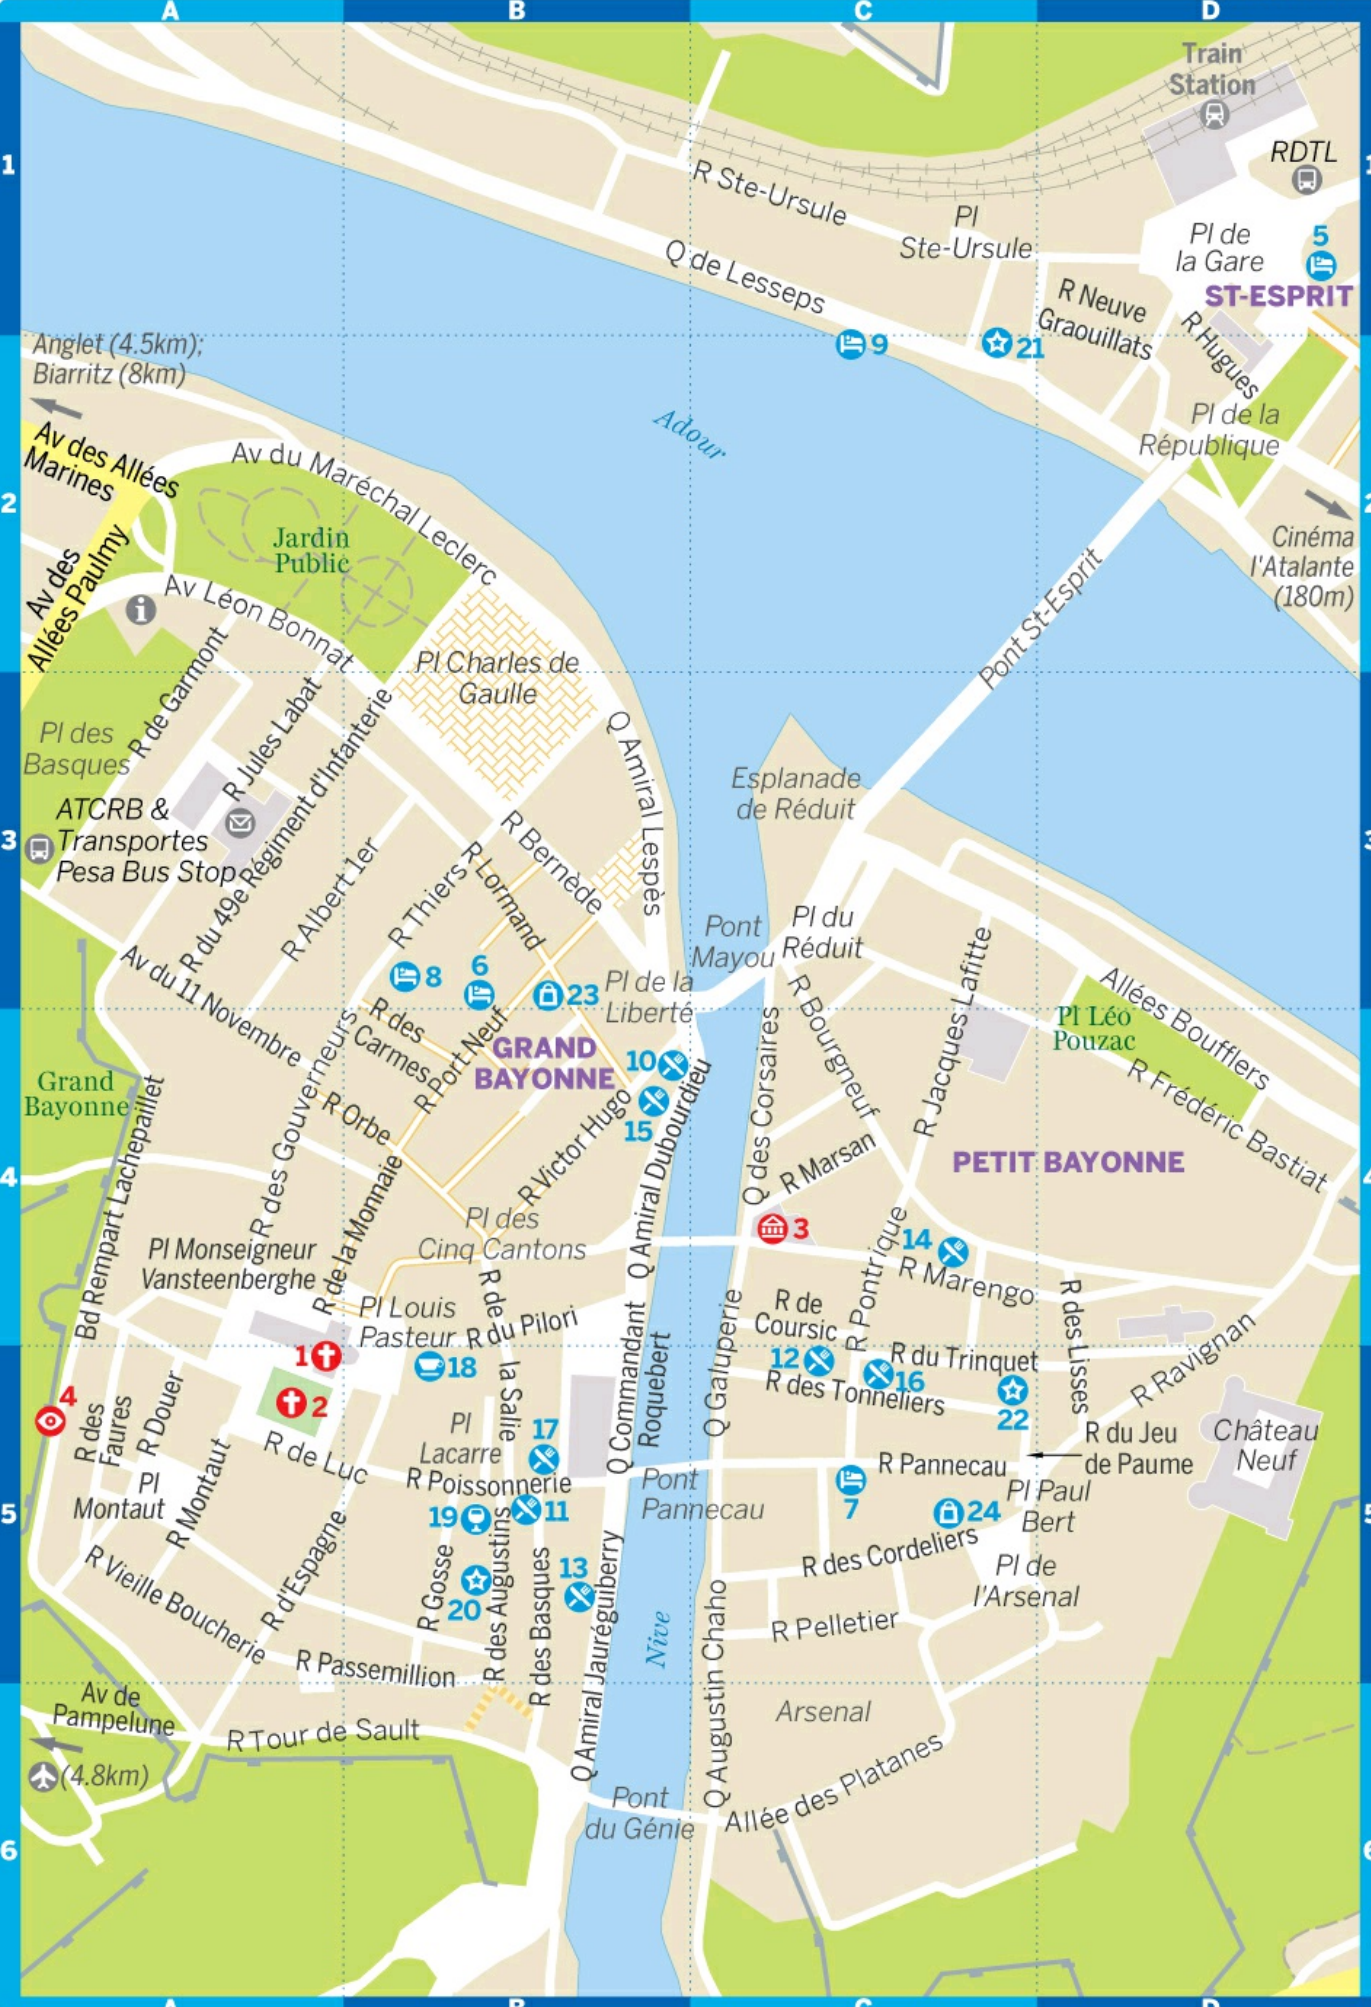 A
B
C
D
1
1
Train
Station
RDTL
R Ste-Ursule
Pl
Ste-Ursule
Pl de
la Gare
5
ST-ESPRIT
Q de Lesseps
R Neuve
Graouillats
R Hugues
9
21
Anglet (4.5km);
Biarritz (8km)
Adour
Pl de la
République
Av des Allées
Marines
Av du Maréchal Leclerc
2
2
Jardin
Public
Av des
Allées Paulmy
Av Léon Bonnat
Cinéma
l'Atalante
(180m)
Pont St-Esprit
Pl Charles de
Gaulle
R de Garmont
R Jules Labat
R du 49e Régiment d'Infanterie
Pl des
Basques
Q Amiral Lespès
Esplanade
de Réduit
ATCRB &
Transportes
Pesa Bus Stop
3
3
R Albert 1er
R Thiers
R Lormand
R Bernède
Pont
Mayou
Pl du
Réduit
Av du 11 Novembre
8
6
23
Pl de la
Liberté
R Bourgneuf
R Jacques Lafitte
Allées Boufflers
Pl Léo
Pouzac
R Frédéric Bastiat
R des
Carmes
R Port Neuf
GRAND
BAYONNE
10
15
Grand
Bayonne
R des Gouverneurs
R Orbe
R Victor Hugo
Q Amiral Dubourdieu
Q des Corsaires
R Marsan
PETIT BAYONNE
4
4
Bd Rempart Lachepaillet
R de la Monnaie
Pl des
Cinq Cantons
3
R Pontrique
14
R Marengo
Pl Monseigneur
Vansteenberghe
Pl Louis
Pasteur
R de
la Salie
R du Pilori
Q Commandant
Roquebert
Q Galuperie
R de
Coursic
R des Lisses
R Ravignan
1
18
12
16
R du Trinquet
R des Tonneliers
22
2
4
R des
Faures
R Douer
R Montaut
R de Luc
Pl
Lacarre
17
R du Jeu
de Paume
Château
Neuf
Pl
Montaut
R Poissonnerie
Pont
Pannecau
R Pannecau
Pl Paul
Bert
5
5
19
11
7
24
R Vieille Boucherie
R d'Espagne
R Gosse
20
R des Augustins
R des Basques
13
Q Amiral Jauréguiberry
Nive
R des Cordeliers
Pl de
l'Arsenal
R Pelletier
Q Augustin Chaho
R Passemillion
Av de
Pampelune
R Tour de Sault
Arsenal
(4.8km)
Pont
du Génie
Allée des Platanes
6
6
A
B
C
D